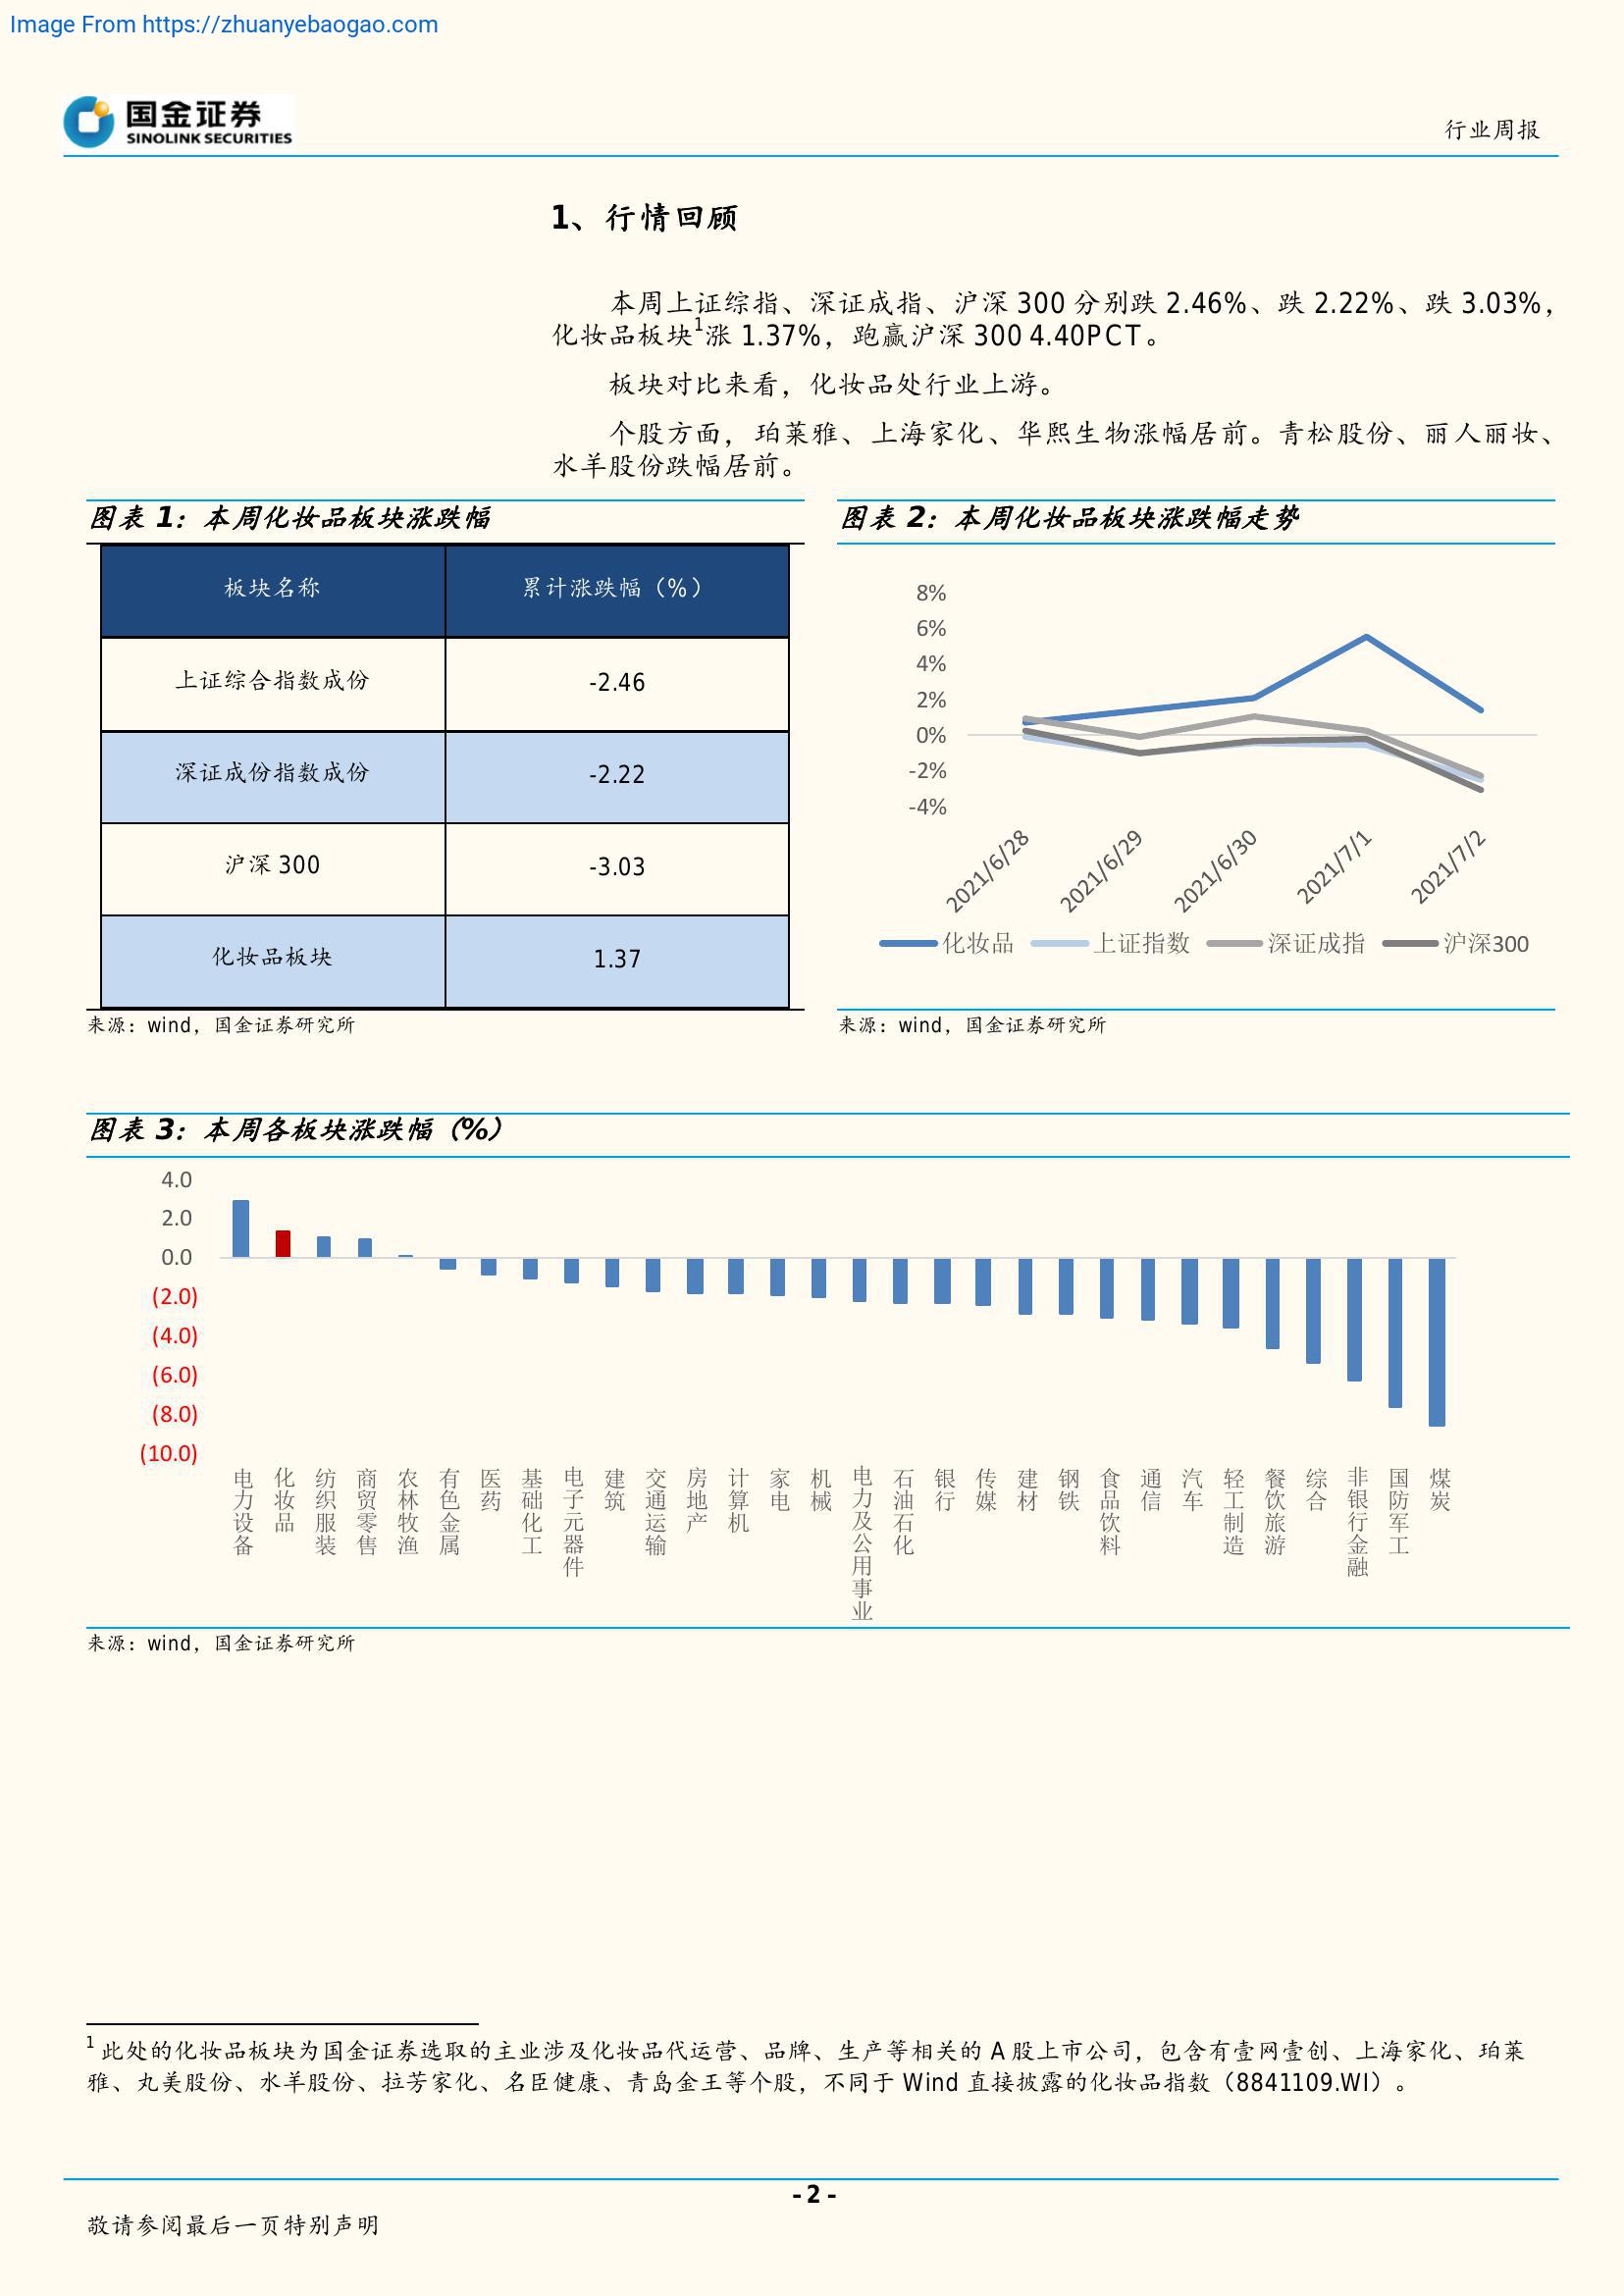 Image From https://zhuanyebaogao.com
国金证券
SINOLINK SECURITIES
行业周报
1、行情回顾
本周上证综指、深证成指、沪深 300 分别跌 2.46%、跌 2.22%、跌 3.03%，
化妆品板块1涨 1.37%，跑赢沪深 300 4.40PCT。
板块对比来看，化妆品处行业上游。
个股方面，珀莱雅、上海家化、华熙生物涨幅居前。青松股份、丽人丽妆、
水羊股份跌幅居前。
图表 1：本周化妆品板块涨跌幅
板块名称 累计涨跌幅（%）
上证综合指数成份 -2.46
深证成份指数成份 -2.22
沪深 300 -3.03
化妆品板块 1.37
来源：wind，国金证券研究所
图表 2：本周化妆品板块涨跌幅走势
8%
6%
4%
2%
0%
-2%
-4%
2021/6/28 2021/6/29 2021/6/30 2021/7/1 2021/7/2
化妆品 上证指数 深证成指 沪深300
来源：wind，国金证券研究所
图表 3：本周各板块涨跌幅（%）
4.0
2.0
0.0
(2.0)
(4.0)
(6.0)
(8.0)
(10.0)
电力设备 化妆品 纺织服装 商贸零售 农林牧渔 有色金属 医药 基础化工 电子元器件 建筑 交通运输 房地产 计算机 家电 机械 电力及公用事业 石油石化 银行 传媒 建材 钢铁 食品饮料 通信 汽车 轻工制造 餐饮旅游 综合 非银行金融 国防军工 煤炭
来源：wind，国金证券研究所
1 此处的化妆品板块为国金证券选取的主业涉及化妆品代运营、品牌、生产等相关的 A 股上市公司，包含有壹网壹创、上海家化、珀莱
雅、丸美股份、水羊股份、拉芳家化、名臣健康、青岛金王等个股，不同于 Wind 直接披露的化妆品指数（8841109.WI）。
- 2 -
敬请参阅最后一页特别声明